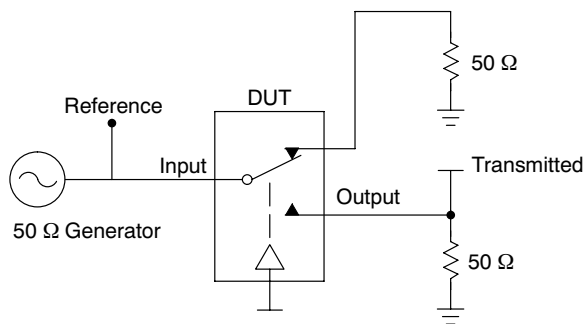 50 Ω
DUT
Reference
Input
Transmitted
Output
50 Ω Generator
50 Ω